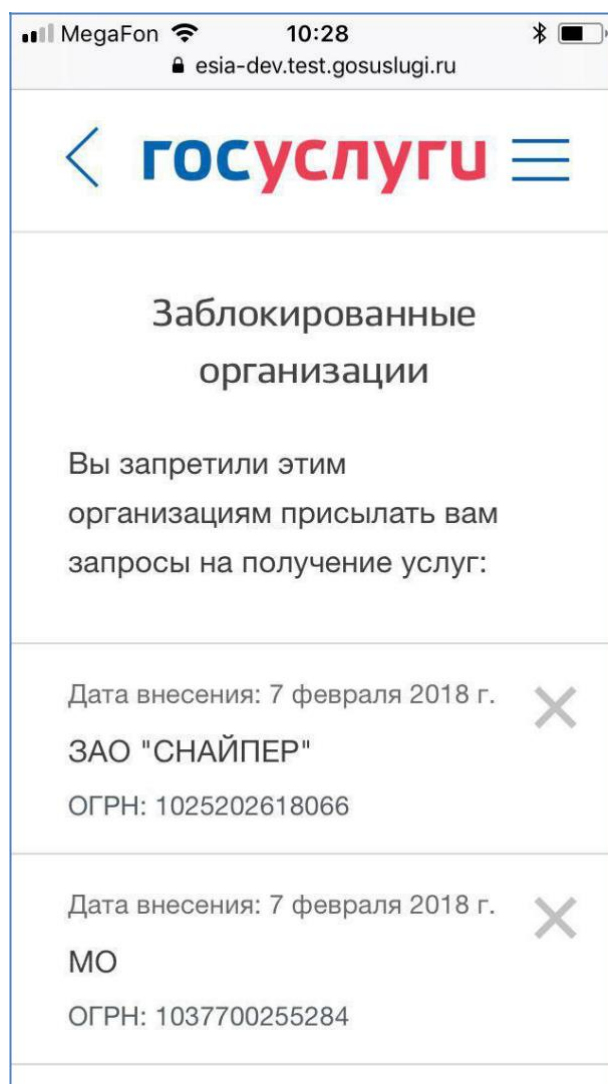 MegaFon 10:28
esia-dev.test.gosuslugi.ru
госуслуги
Заблокированные
организации
Вы запретили этим
организациям присылать вам
запросы на получение услуг:
Дата внесения: 7 февраля 2018 г.
ЗАО "СНАЙПЕР"
ОГРН: 1025202618066
Дата внесения: 7 февраля 2018 г.
МО
ОГРН: 1037700255284